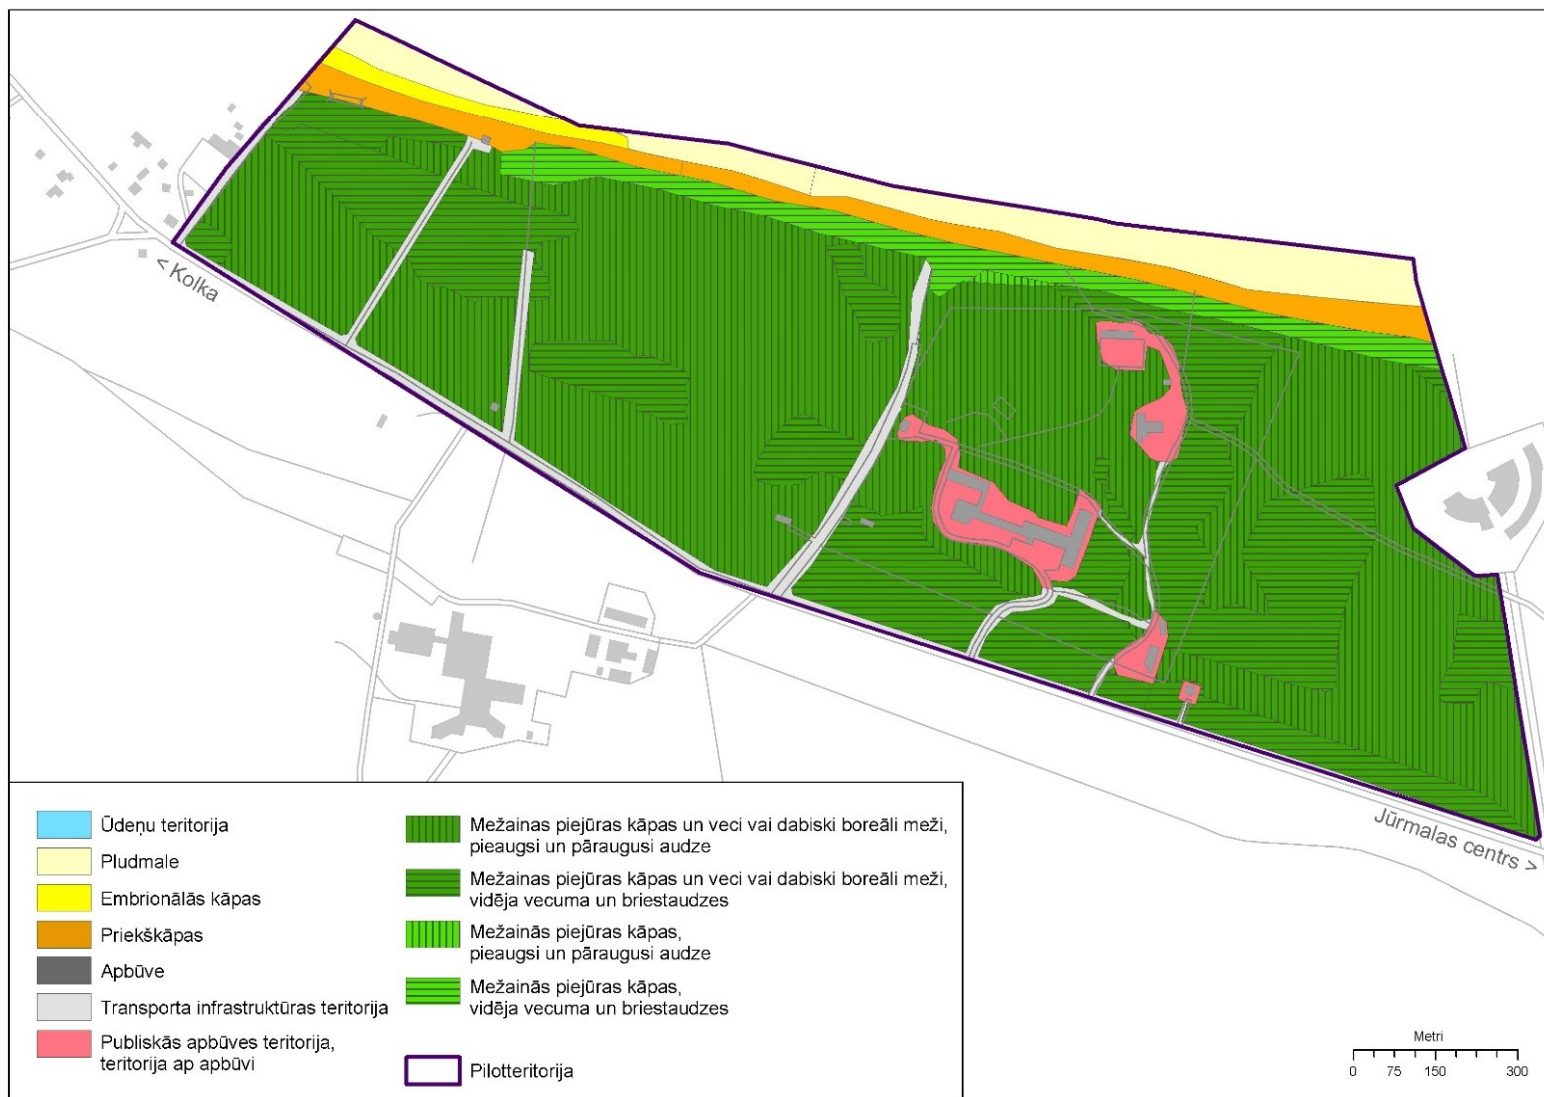 < Kolka
Jūrmalas centrs >
Ūdeņu teritorija
Pludmale
Embrionālās kāpas
Priekškāpas
Apbūve
Transporta infrastruktūras teritorija
Publiskās apbūves teritorija,
teritorija ap apbūvi
Mežainas piejūras kāpas un veci vai dabiski boreāli meži,
pieaugsi un pāraugusi audze
Mežainas piejūras kāpas un veci vai dabiski boreāli meži,
vidēja vecuma un briestaudzes
Mežainās piejūras kāpas,
pieaugsi un pāraugusi audze
Mežainās piejūras kāpas,
vidēja vecuma un briestaudzes
Pilotteritorija
Metri
0 75 150 300